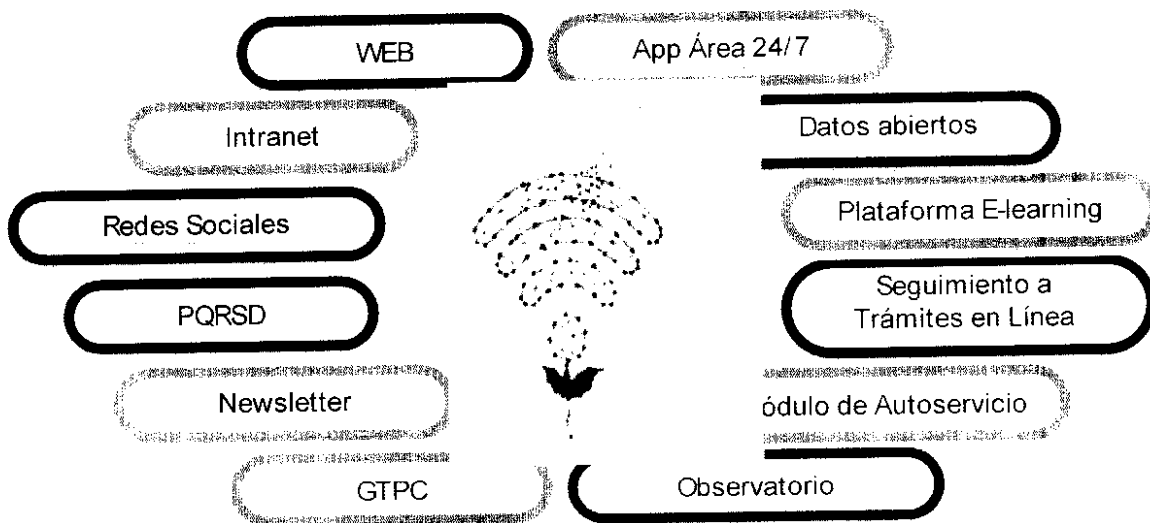 WEB
App Área 24/7
Intranet
Datos abiertos
Redes Sociales
Plataforma E-learning
PQRSD
Seguimiento a
Trámites en Línea
Newsletter
ódulo de Autoservicio
GTPC
Observatorio